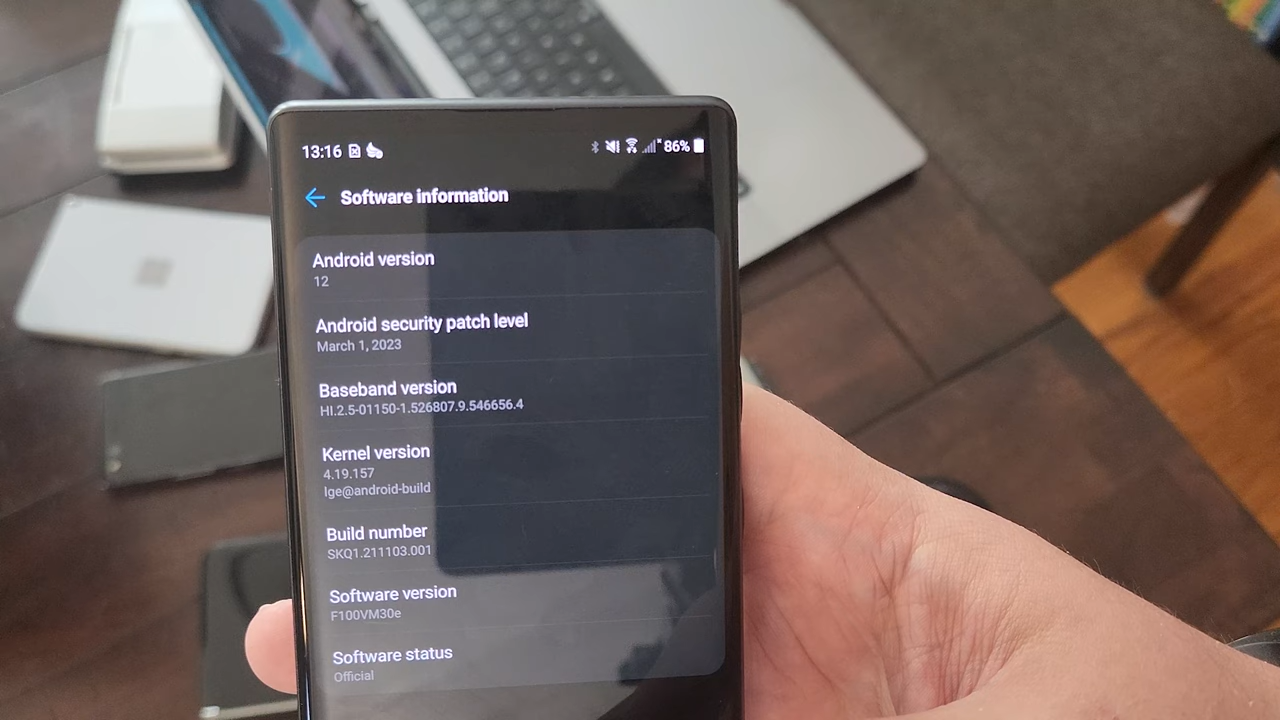 13:16 86%
Software information
Android version
12
Android security patch level
March 1, 2023
Baseband version
HI.2.5-01150-1.526807.9.546656.4
Kernel version
4.19.157
lge@android-build
Build number
SKQ1.211103.001
Software version
F100VM30e
Software status
Official